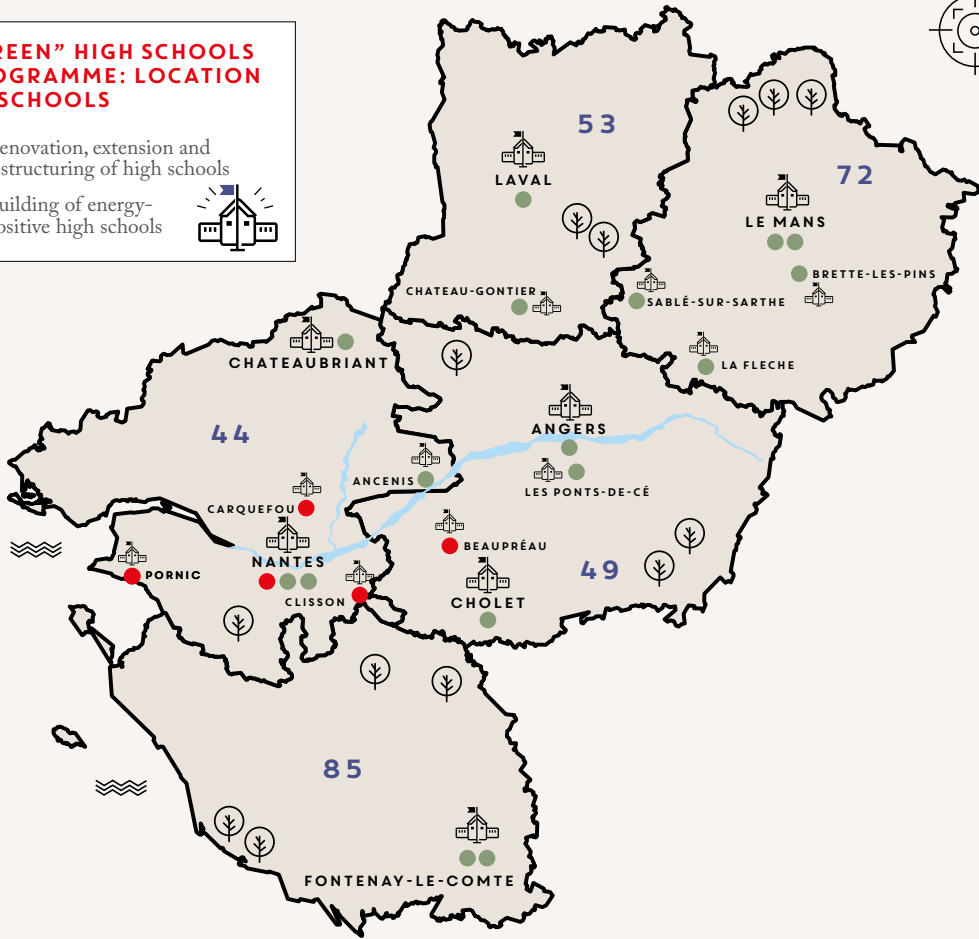 REEN” HIGH SCHOOLS
OGRAMME: LOCATION
SCHOOLS
enovation, extension and
structuring of high schools
uilding of energy-
ositive high schools
53
LAVAL
72
LE MANS
BRETTE-LES-PINS
CHATEAU-GONTIER
SABLÉ-SUR-SARTHE
CHATEAUBRIANT
LA FLECHE
44
ANGERS
ANCENIS
LES PONTS-DE-CÉ
CARQUEFOU
BEAUPRÉAU
NANTES
49
PORNIC
CLISSON
CHOLET
85
FONTENAY-LE-COMTE